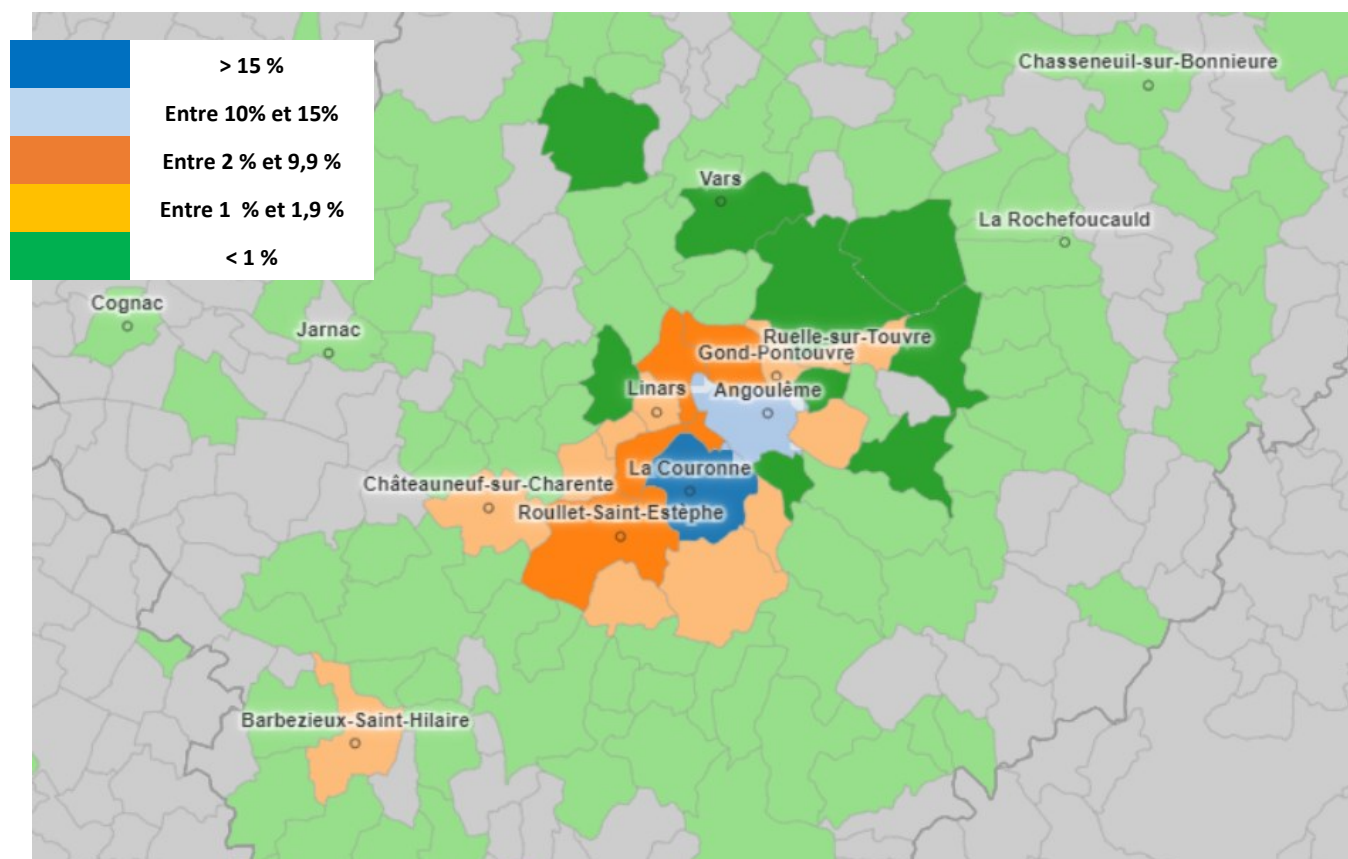 > 15 %
Entre 10% et 15%
Entre 2 % et 9,9 %
Entre 1 % et 1,9 %
< 1 %
Chasseneuil-sur-Bonnieure
Vars
La Rochefoucauld
Cognac
Jarnac
Ruelle-sur-Touvre
Gond-Pontouvre
Linars
Angoulême
La Couronne
Châteauneuf-sur-Charente
Roullet-Saint-Estèphe
Barbezieux-Saint-Hilaire